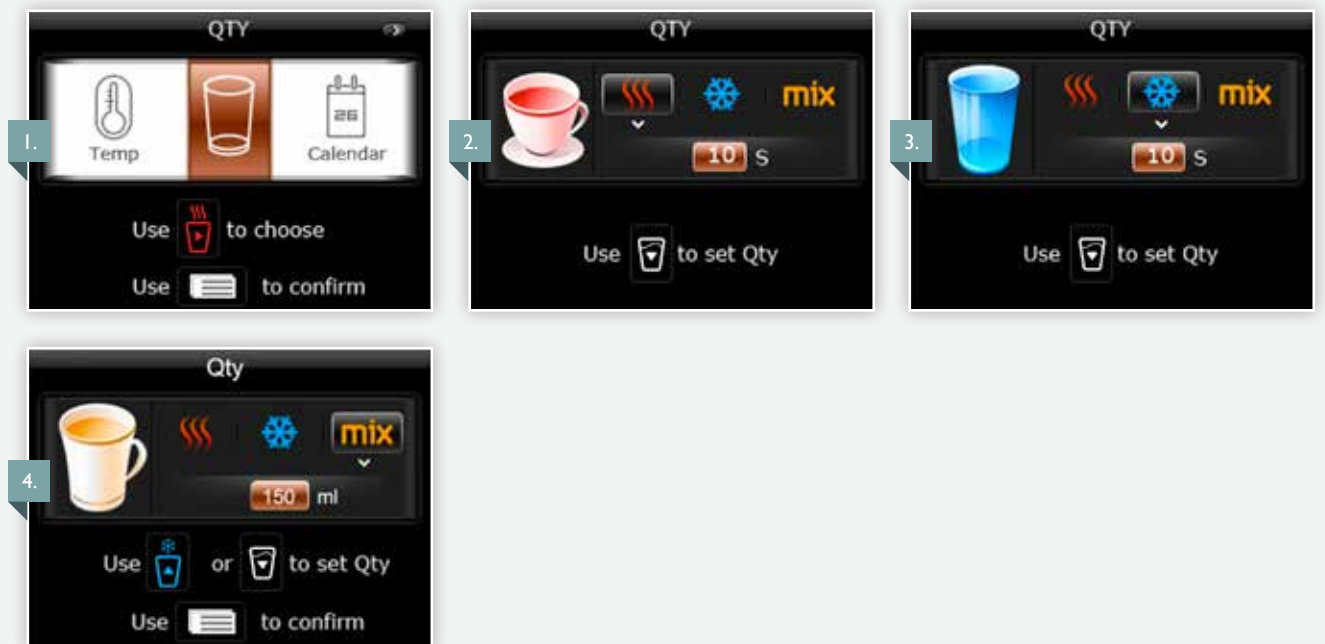 1.
QTY
Temp
26
Calendar
Use to choose
Use to confirm
2.
QTY
mix
10 S
Use to set Qty
3.
QTY
mix
10 S
Use to set Qty
4.
Qty
mix
150 ml
Use or to set Qty
Use to confirm